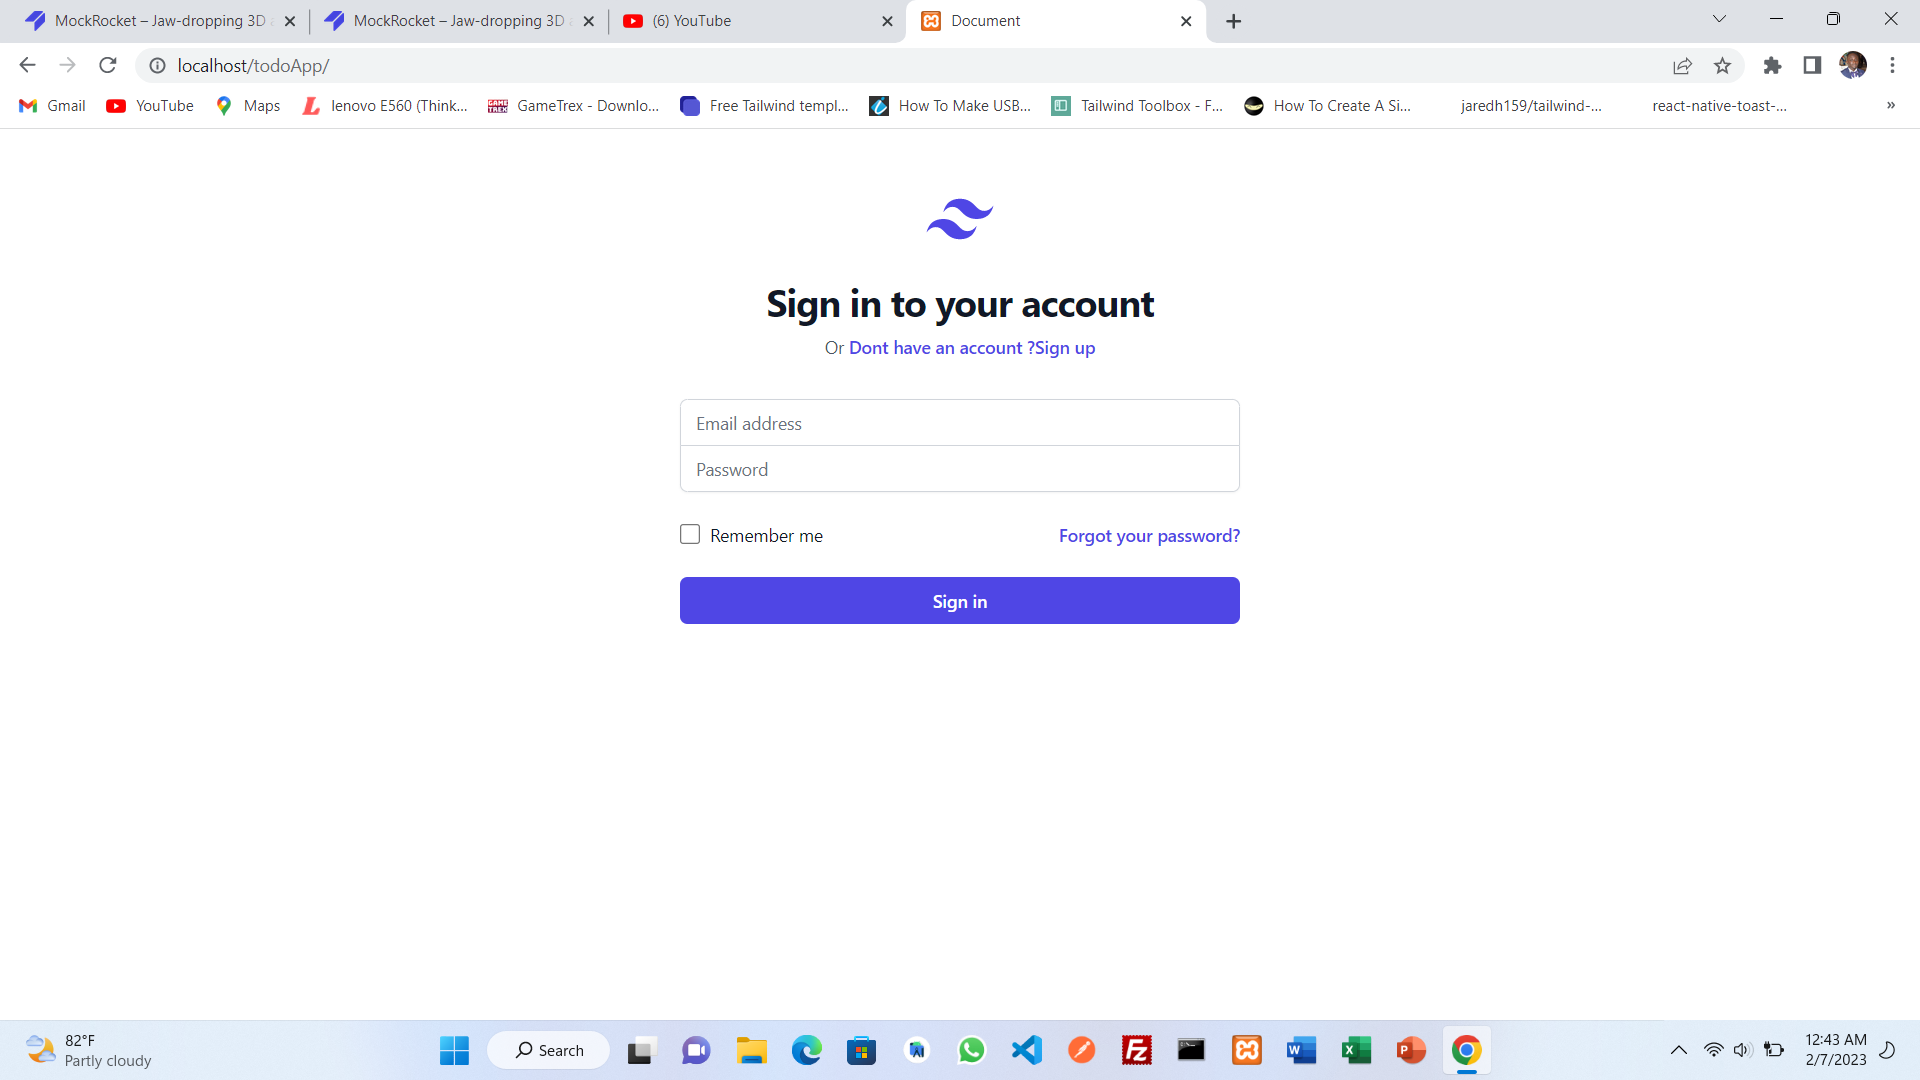 MockRocket – Jaw-dropping 3D a
MockRocket – Jaw-dropping 3D a
(6) YouTube
Document
localhost/todoApp/
Gmail
YouTube
Maps
lenovo E560 (Think...
GameTrex - Downlo...
Free Tailwind templ...
How To Make USB...
Tailwind Toolbox - F...
How To Create A Si...
jaredh159/tailwind-...
react-native-toast-...
»
Sign in to your account
Or Dont have an account ?Sign up
Email address
Password
Remember me
Forgot your password?
Sign in
82°F
Partly cloudy
Search
12:43 AM
2/7/2023